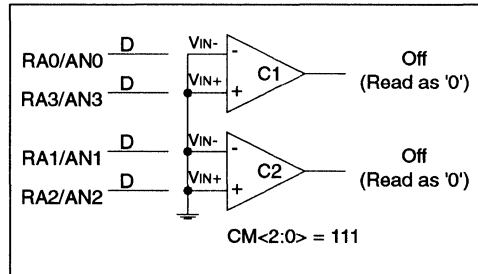 D
VIN-
RA0/AN0
-
C1
Off
(Read as '0')
D
VIN+
RA3/AN3
+
D
VIN-
RA1/AN1
-
C2
Off
(Read as '0')
D
VIN+
RA2/AN2
+
CM<2:0> = 111